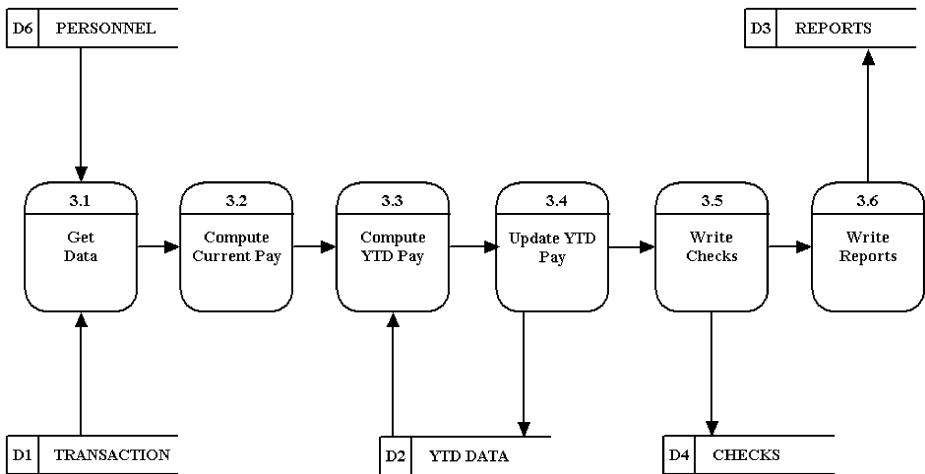 D6 PERSONNEL
D3 REPORTS
3.1
Get
Data
3.2
Compute
Current Pay
3.3
Compute
YTD Pay
3.4
Update YTD
Pay
3.5
Write
Checks
3.6
Write
Reports
D1 TRANSACTION
D2 YTD DATA
D4 CHECKS